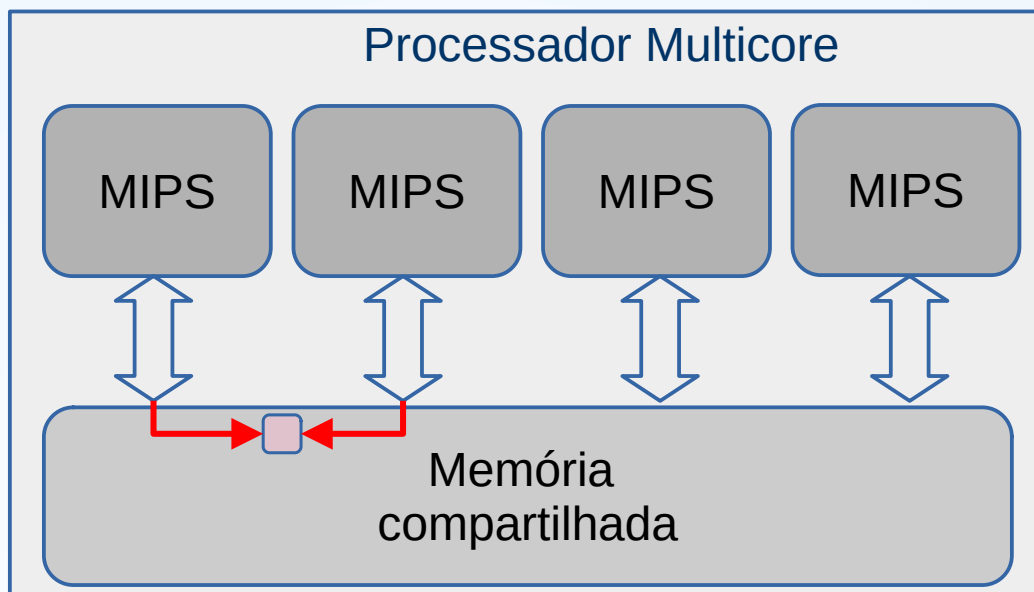 Processador Multicore
MIPS
MIPS
MIPS
MIPS
Memória
compartilhada